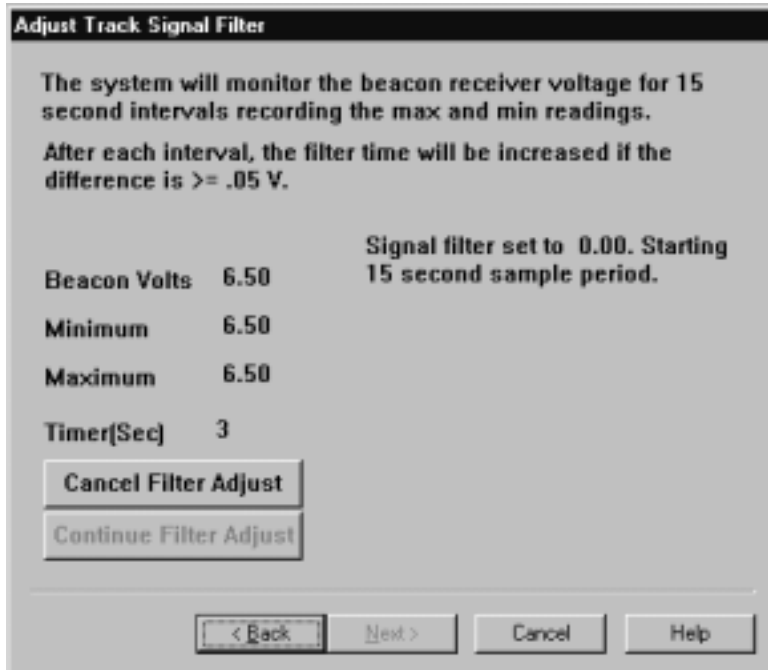 Adjust Track Signal Filter
The system will monitor the beacon receiver voltage for 15
second intervals recording the max and min readings.
After each interval, the filter time will be increased if the
difference is >= .05 V.
Signal filter set to 0.00. Starting
15 second sample period.
Beacon Volts 6.50
Minimum 6.50
Maximum 6.50
Timer(Sec) 3
Cancel Filter Adjust
Continue Filter Adjust
< Back Next > Cancel Help